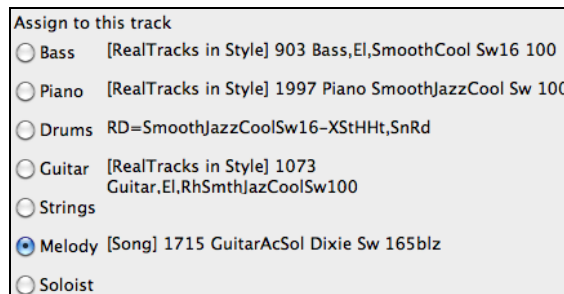 Assign to this track
Bass [RealTracks in Style] 903 Bass,El,SmoothCool Sw16 100
Piano [RealTracks in Style] 1997 Piano SmoothJazzCool Sw 100
Drums RD=SmoothJazzCoolSw16-XStHHt,SnRd
Guitar [RealTracks in Style] 1073
Guitar,El,RhSmthJazCoolSw100
Strings
Melody [Song] 1715 GuitarAcSol Dixie Sw 165blz
Soloist